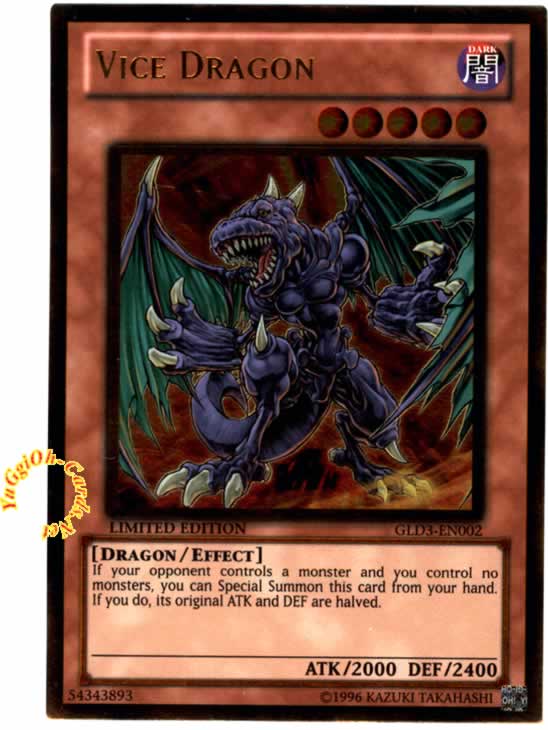 VICE DRAGON
DARK
闇
LIMITED EDITION
GLD3-EN002
[DRAGON/EFFECT]
If your opponent controls a monster and you control no
monsters, you can Special Summon this card from your hand.
If you do, its original ATK and DEF are halved.
ATK/2000 DEF/2400
54343893
©1996 KAZUKI TAKAHASHI
YuGgiOh-Cards.Net